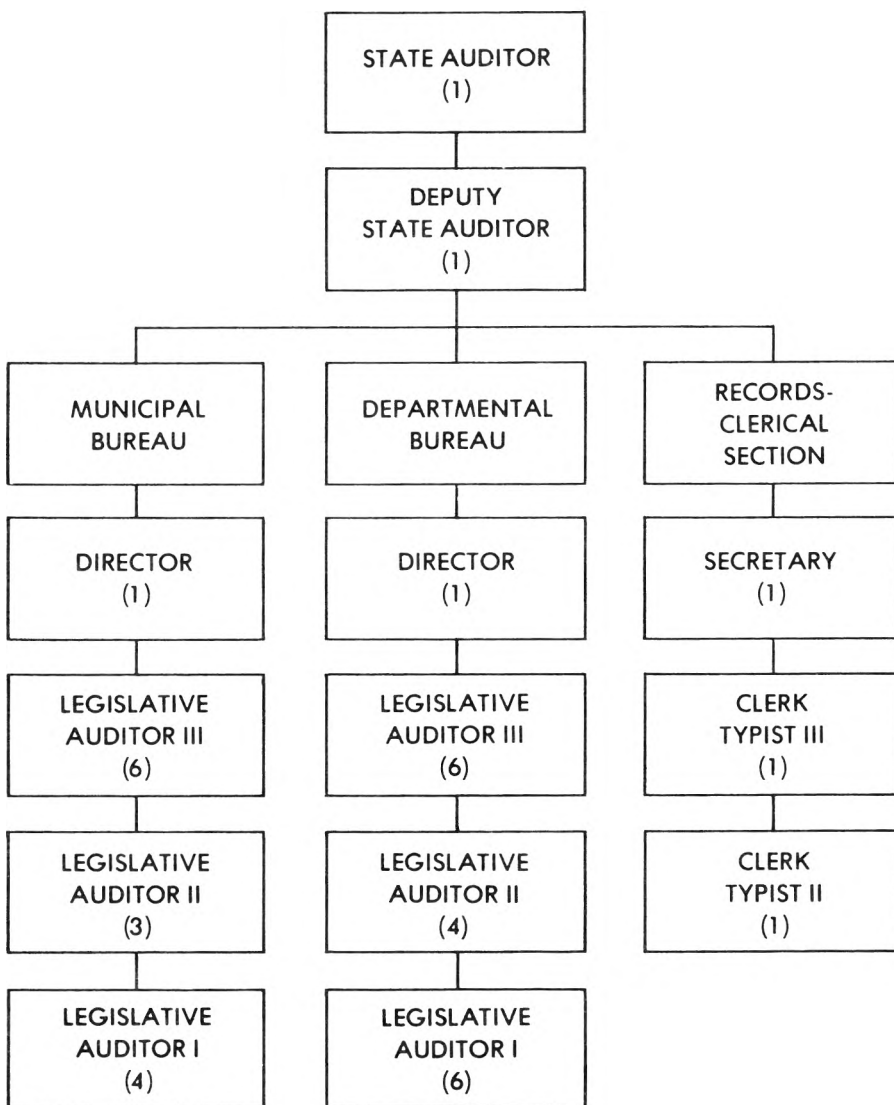 STATE AUDITOR
(1)
DEPUTY
STATE AUDITOR
(1)
MUNICIPAL
BUREAU
DEPARTMENTAL
BUREAU
RECORDS-
CLERICAL
SECTION
DIRECTOR
(1)
DIRECTOR
(1)
SECRETARY
(1)
LEGISLATIVE
AUDITOR III
(6)
LEGISLATIVE
AUDITOR III
(6)
CLERK
TYPIST III
(1)
LEGISLATIVE
AUDITOR II
(3)
LEGISLATIVE
AUDITOR II
(4)
CLERK
TYPIST II
(1)
LEGISLATIVE
AUDITOR I
(4)
LEGISLATIVE
AUDITOR I
(6)